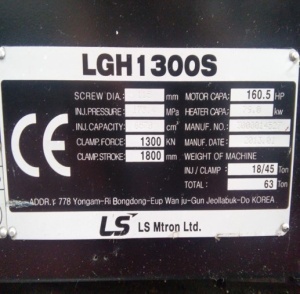 LGH1300S
SCREW DIA.: mm MOTOR CAPA: 160.5 HP
INJ. PRESSURE: MPa HEATER CAPA: kw
INJ. CAPACITY: cm³ MANUF. NO.:
CLAMP.FORCE: 1300 KN MANUF. DATE:
CLAMP.STROKE: 1800 mm WEIGHT OF MACHINE
INJ / CLAMP : 18/45 Ton
TOTAL : 63 Ton
CE
ADDR.: 778 Yongam-Ri Bongdong-Eup Wan ju-Gun Jeollabuk-Do KOREA
LS LS Mtron Ltd.